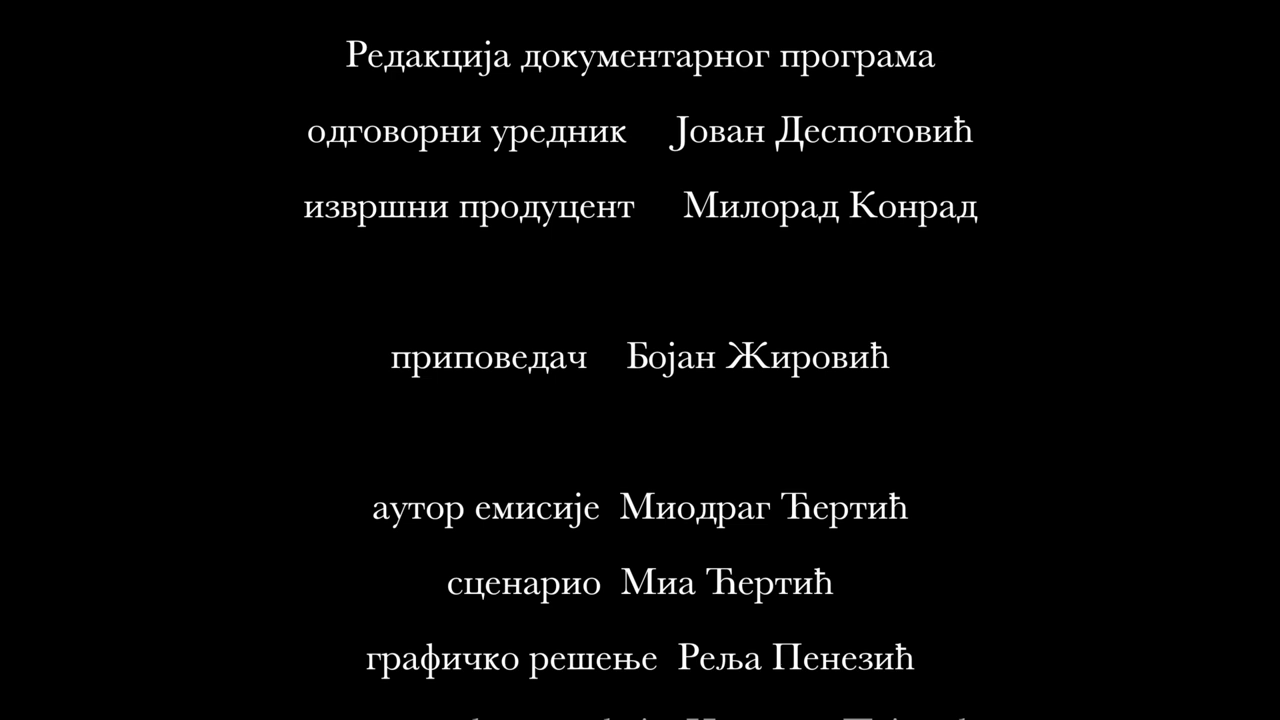 Редакција документарног програма
одговорни уредник Јован Деспотовић
извршни продуцент Милорад Конрад
приповедач Бојан Жировић
аутор емисије Миодраг Ћертић
сценарио Миа Ћертић
графичко решење Реља Пенезић